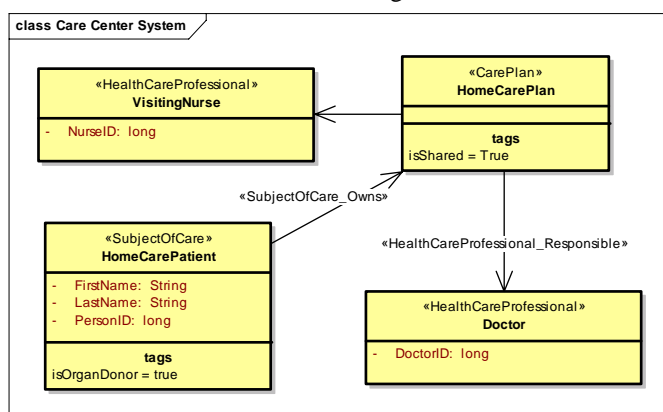 class Care Center System
«HealthCareProfessional»
VisitingNurse
- NurseID: long
«CarePlan»
HomeCarePlan
tags
isShared = True
«SubjectOfCare_Owns»
«SubjectOfCare»
HomeCarePatient
- FirstName: String
- LastName: String
- PersonID: long
tags
isOrganDonor = true
«HealthCareProfessional_Responsible»
«HealthCareProfessional»
Doctor
- DoctorID: long